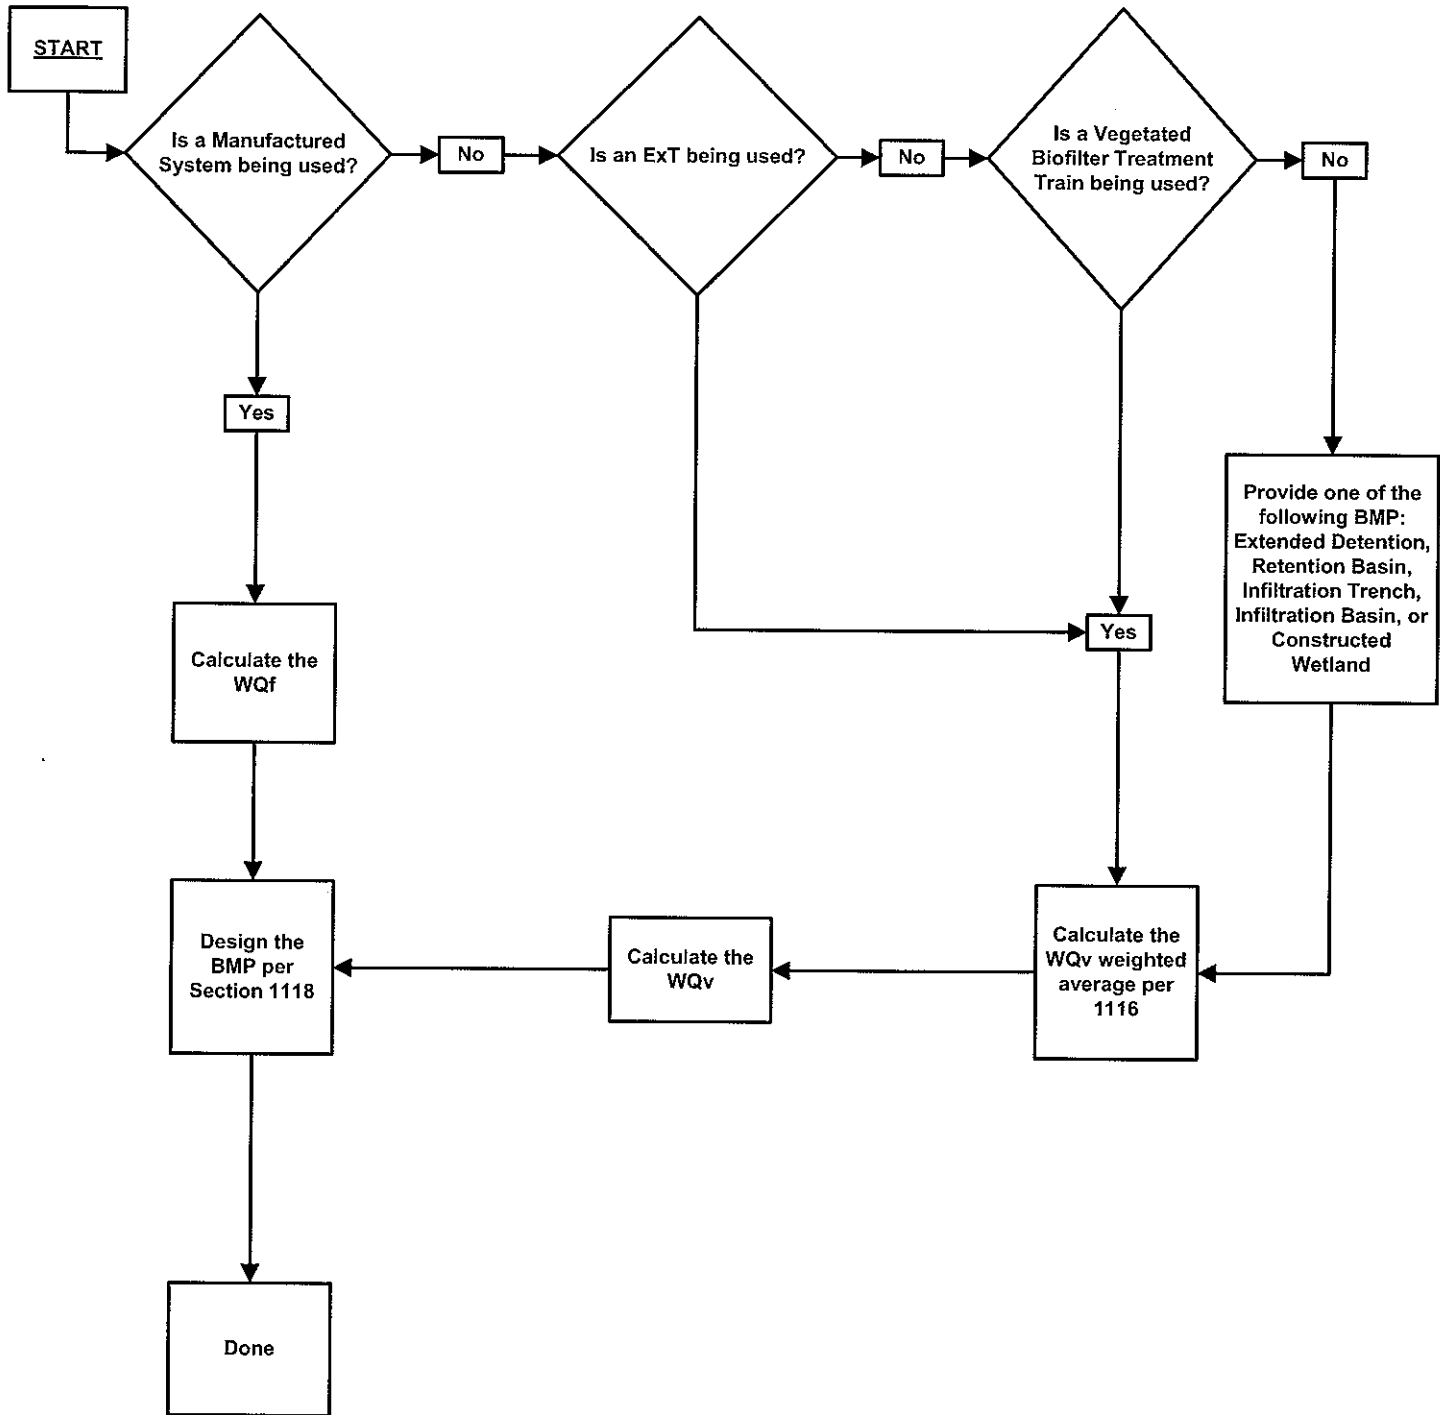 START
Is a Manufactured
System being used?
No
Is an ExT being used?
No
Is a Vegetated
Biofilter Treatment
Train being used?
No
Yes
Yes
Provide one of the
following BMP:
Extended Detention,
Retention Basin,
Infiltration Trench,
Infiltration Basin, or
Constructed
Wetland
Calculate the
WQf
Design the
BMP per
Section 1118
Calculate the
WQv
Calculate the
WQv weighted
average per
1116
Done